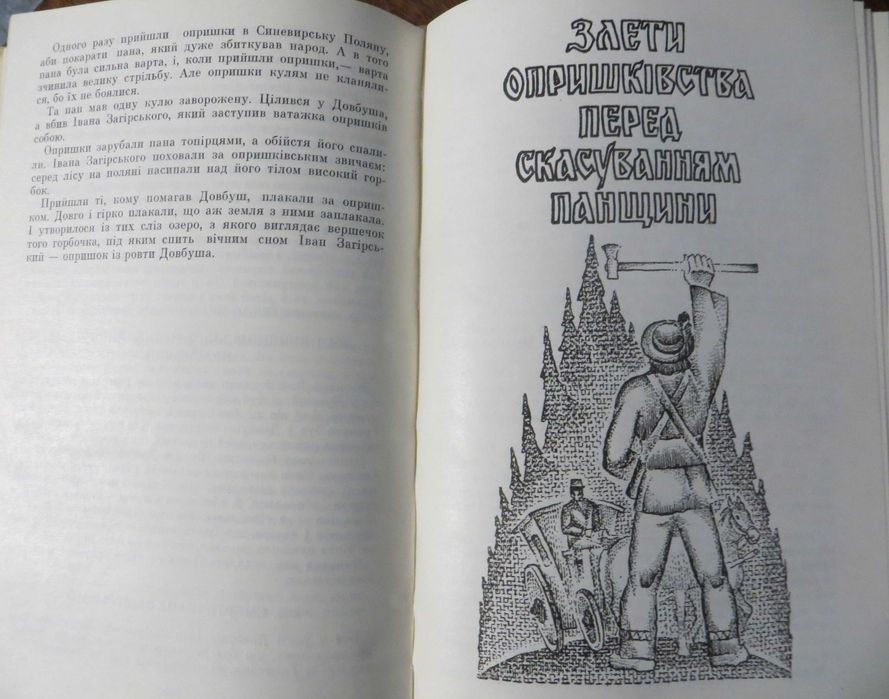 Одного разу прийшли опришки в Синевирську Поляну,
аби покарати пана, який дуже збиткував народ. А в того
пана була сильна варта, і, коли прийшли опришки,— варта
зчинила велику стрільбу. Але опришки кулям не кланяли-
ся, бо їх не боялися.
Та пан мав одну кулю заворожену. Цілився у Довбуша,
а вбив Івана Загірського, який заступив ватажка опришків
собою.
Опришки зарубали пана топірцями, а обійстя його спали-
ли. Івана Загірського поховали за опришківським звичаєм:
серед лісу на поляні насипали над його тілом високий гор-
бок.
Прийшли ті, кому помагав Довбуш, плакали за оприш-
ком. Довго і гірко плакали, що аж земля з ними заплакала.
І утворилося із тих сліз озеро, з якого виглядає вершечок
того горбочка, під яким спить вічним сном Іван Загірсь-
кий — опришок із ровти Довбуша.
ЗЛЕТИ
ОПРИШКІВСТВА
ПЕРЕД
СКАСУВАННЯМ
ПАНЩИНИ